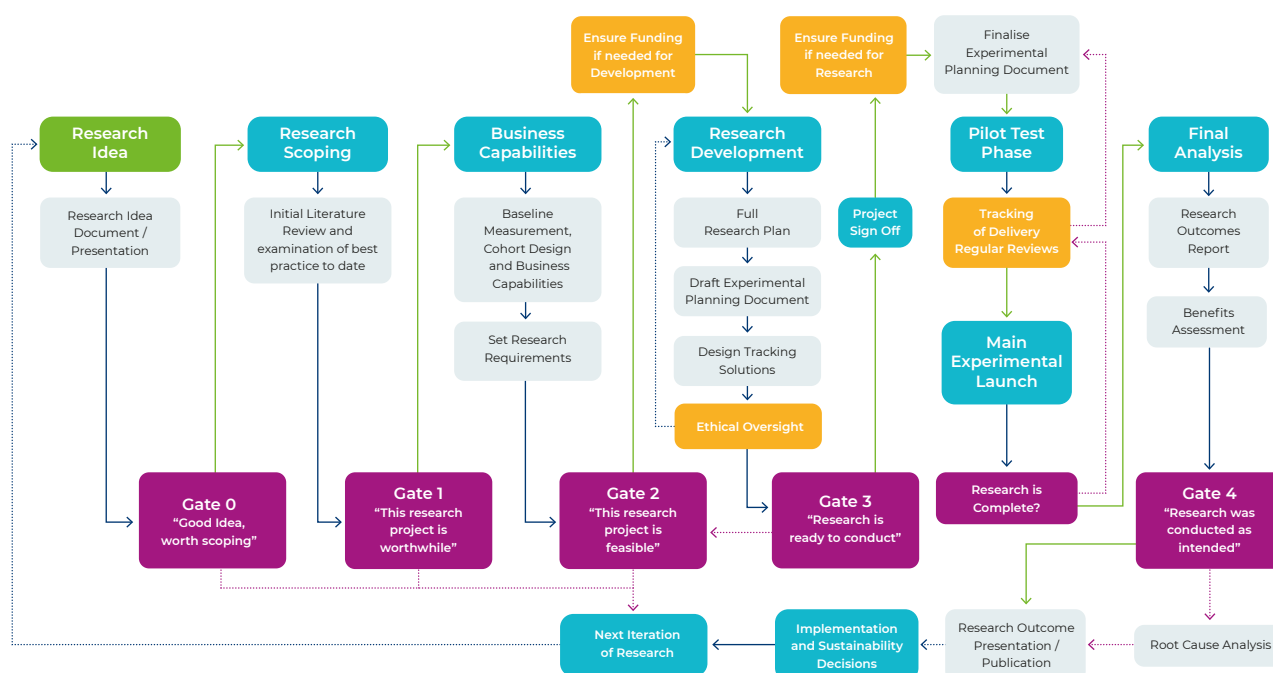 Ensure Funding
if needed for
Development
Ensure Funding
if needed for
Research
Finalise
Experimental
Planning Document
Research
Idea
Research
Scoping
Business
Capabilities
Research
Development
Pilot Test
Phase
Final
Analysis
Research Idea
Document /
Presentation
Initial Literature
Review and
examination of best
practice to date
Baseline
Measurement,
Cohort Design
and Business
Capabilities
Full
Research Plan
Project
Sign Off
Tracking
of Delivery
Regular Reviews
Research
Outcomes
Report
Draft Experimental
Planning Document
Set Research
Requirements
Benefits
Assessment
Design Tracking
Solutions
Main
Experimental
Launch
Ethical Oversight
Gate 0
“Good Idea,
worth scoping”
Gate 1
“This research
project is
worthwhile”
Gate 2
“This research
project is
feasible”
Gate 3
“Research is
ready to conduct”
Research is
Complete?
Gate 4
“Research was
conducted as
intended”
Next Iteration
of Research
Implementation
and Sustainability
Decisions
Research Outcome
Presentation /
Publication
Root Cause Analysis